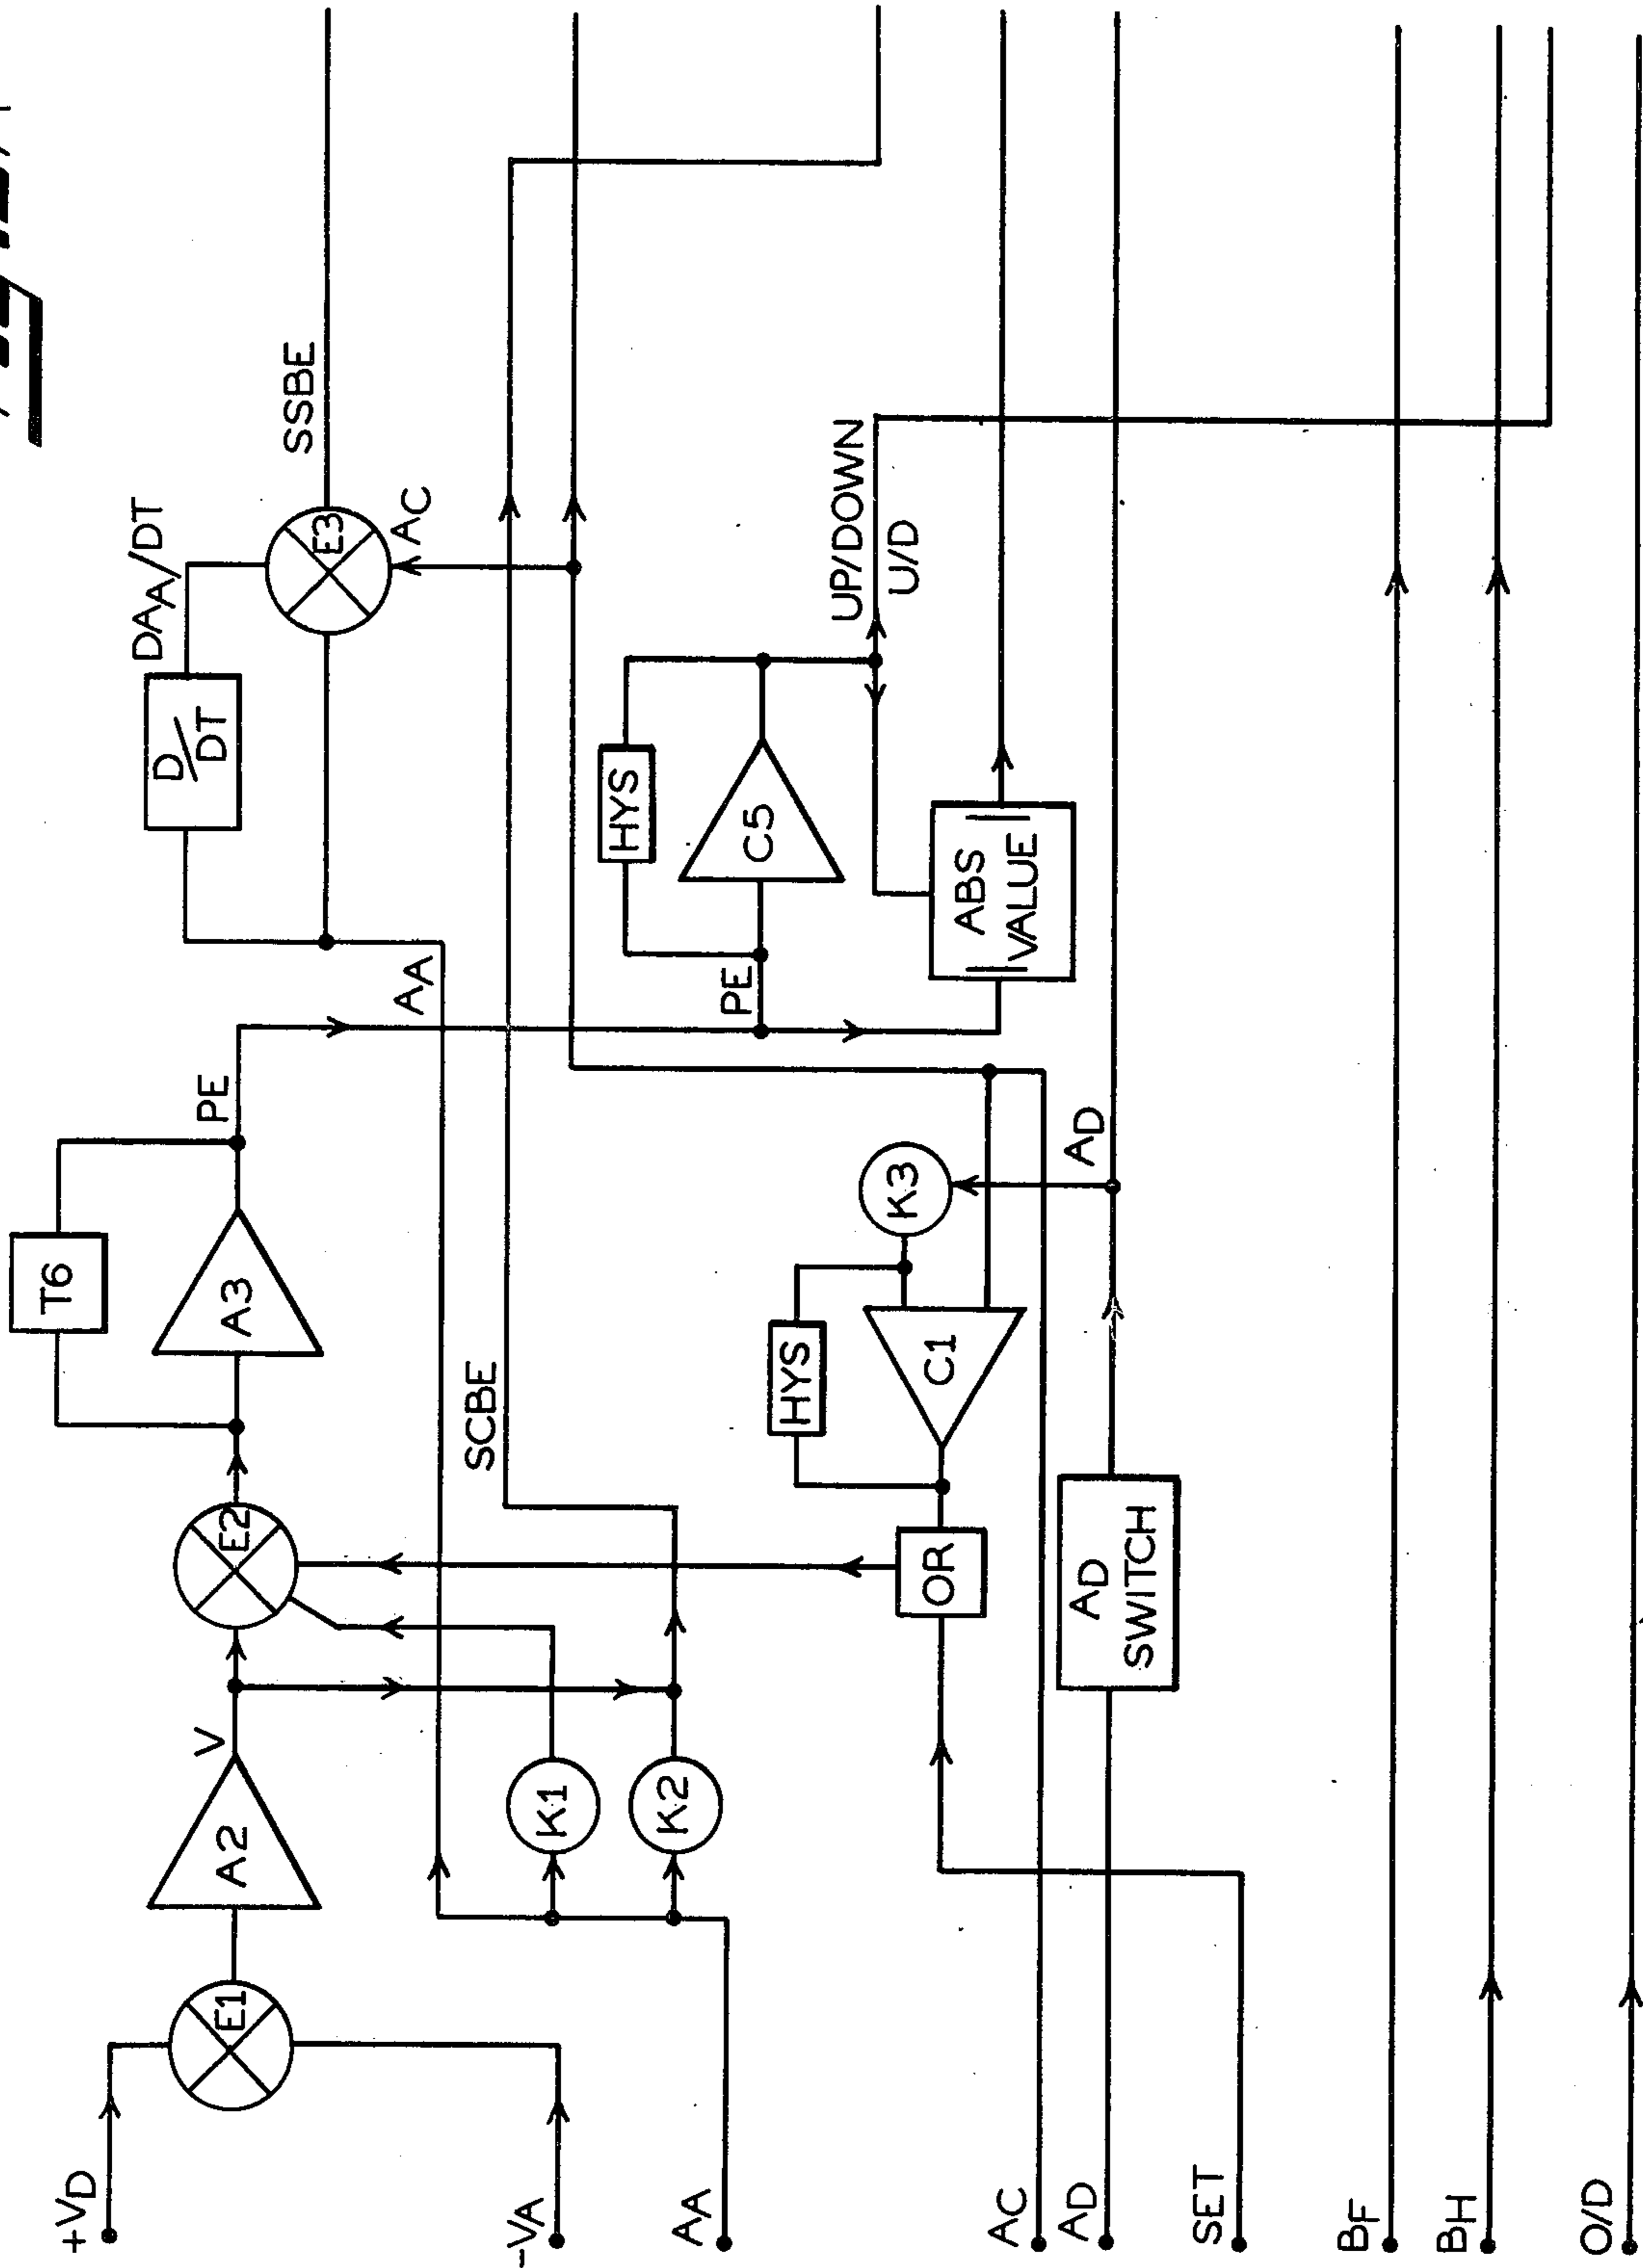 +VD
-VA
AA
AC
AD
SET
BF
BH
O/D
E1
A2
V
K1
K2
E2
T6
A3
PE
SCBE
OR
HYS
C1
K3
AD
SWITCH
AD
AA
D/DT
DAA/DT
E3
SSBE
AC
PE
HYS
C5
ABS
VALUE
UP/DOWN
U/D